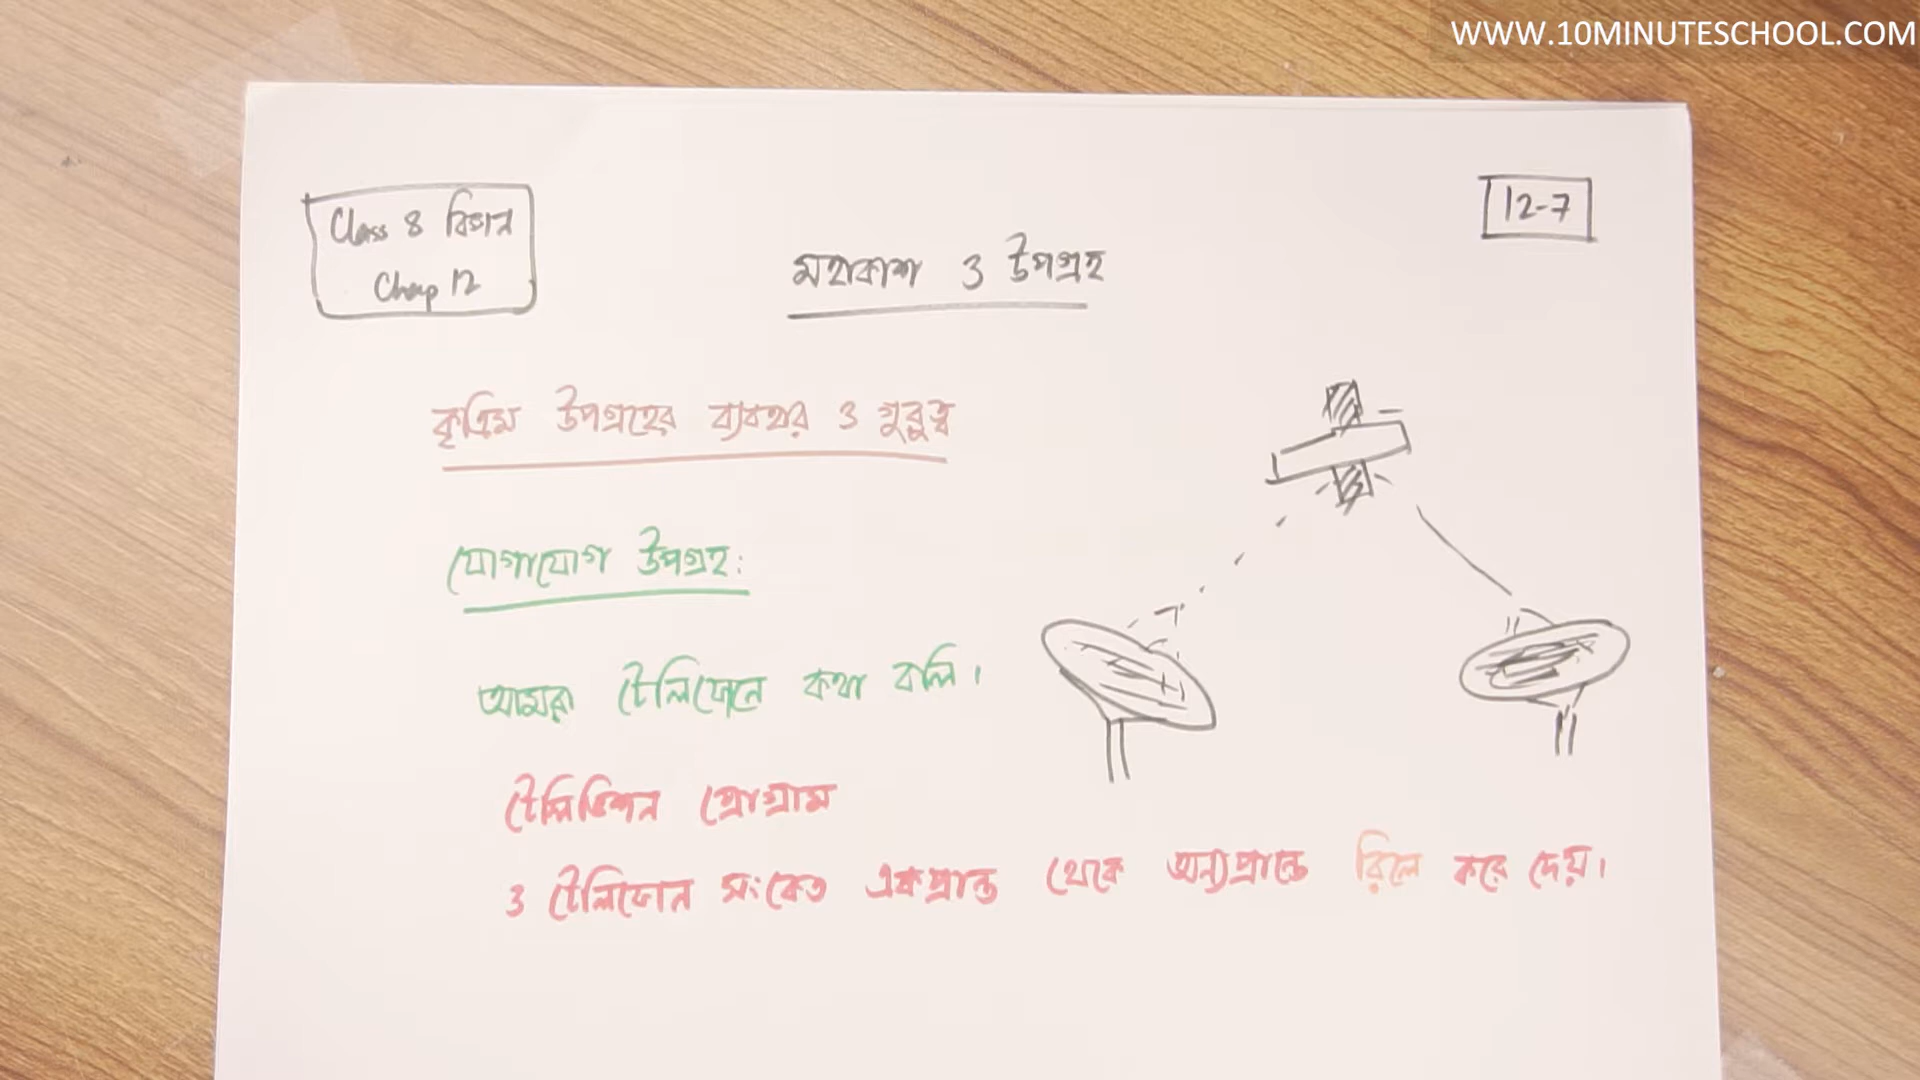 WWW.10MINUTESCHOOL.COM
Class 8 বিজ্ঞান
Chap 12
12-7
মহাকাশ ও উপগ্রহ
কৃত্রিম উপগ্রহের ব্যবহার ও গুরুত্ব
যোগাযোগ উপগ্রহ:
আমরা টেলিফোনে কথা বলি।
টেলিভিশন প্রোগ্রাম
ও টেলিফোন সংকেত একপ্রান্ত থেকে অন্যপ্রান্তে রিলে করে দেয়।